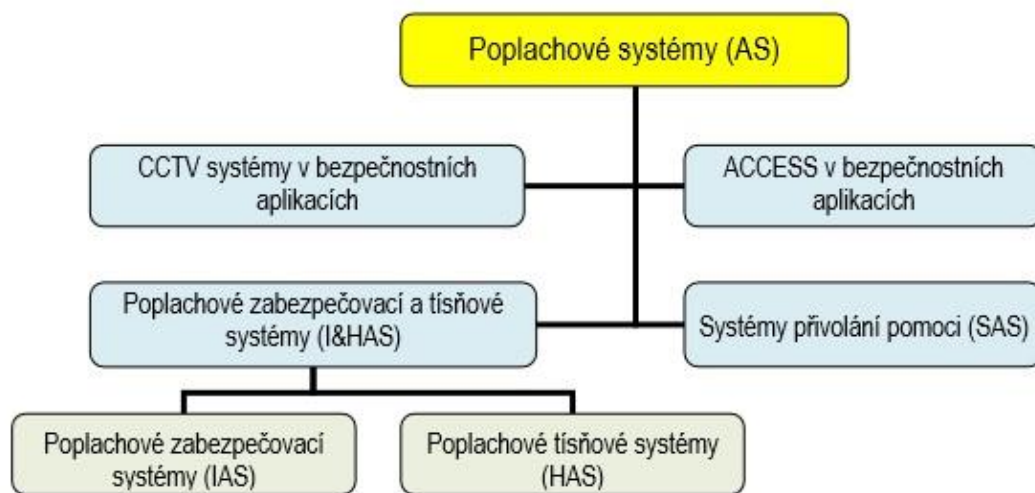 Poplachové systémy (AS)
CCTV systémy v bezpečnostních
aplikacích
ACCESS v bezpečnostních
aplikacích
Poplachové zabezpečovací a tísňové
systémy (I&HAS)
Systémy přivolání pomoci (SAS)
Poplachové zabezpečovací
systémy (IAS)
Poplachové tísňové systémy
(HAS)